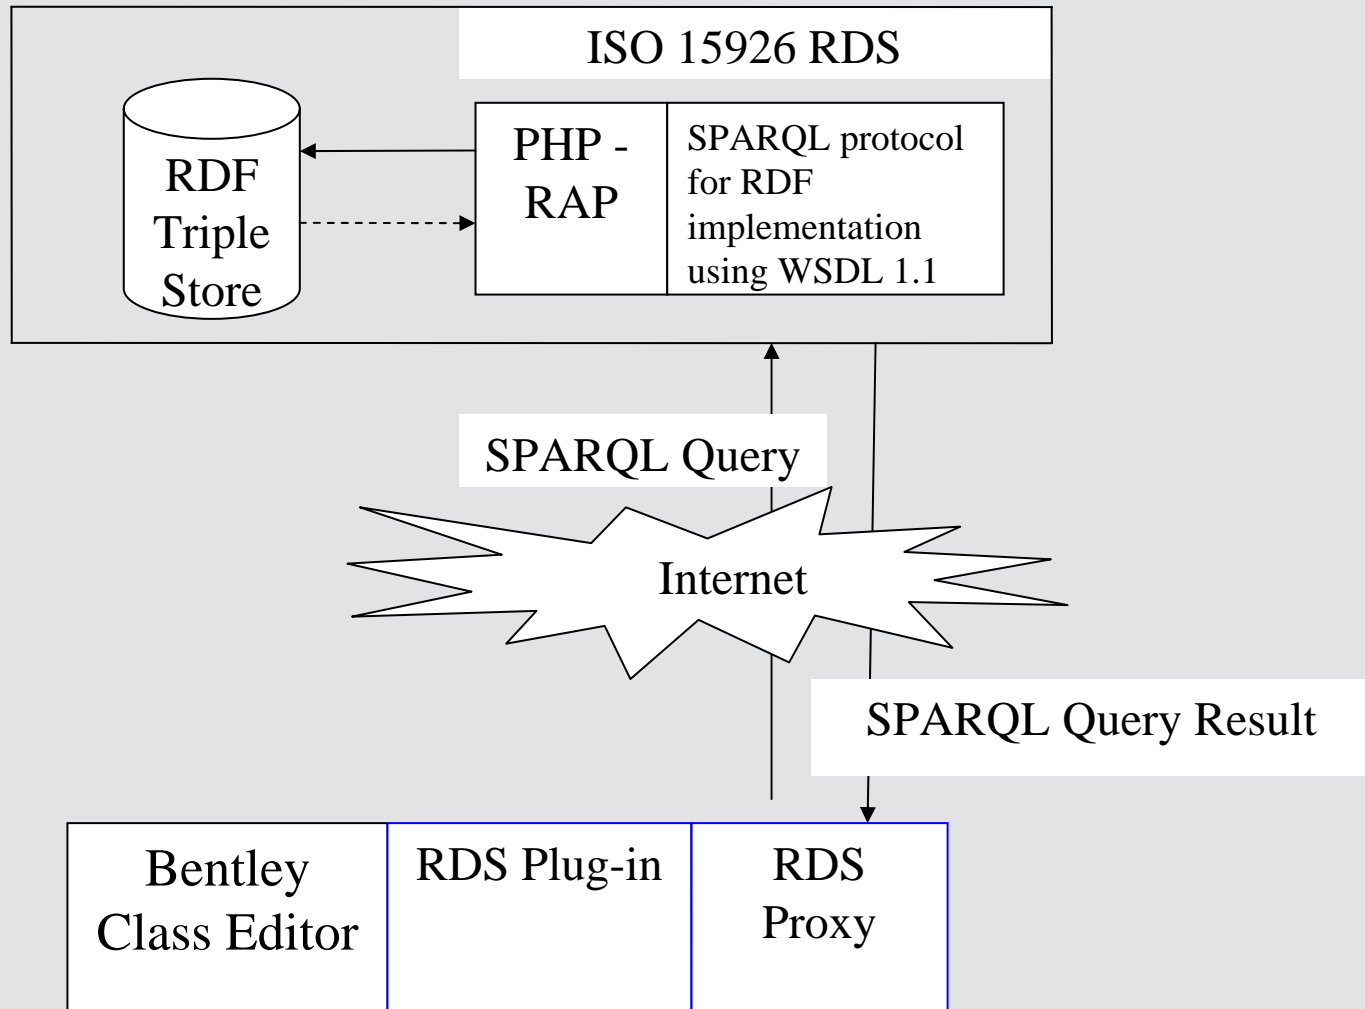 ISO 15926 RDS
RDF
Triple
Store
PHP -
RAP
SPARQL protocol
for RDF
implementation
using WSDL 1.1
SPARQL Query
Internet
SPARQL Query Result
Bentley
Class Editor
RDS Plug-in
RDS
Proxy